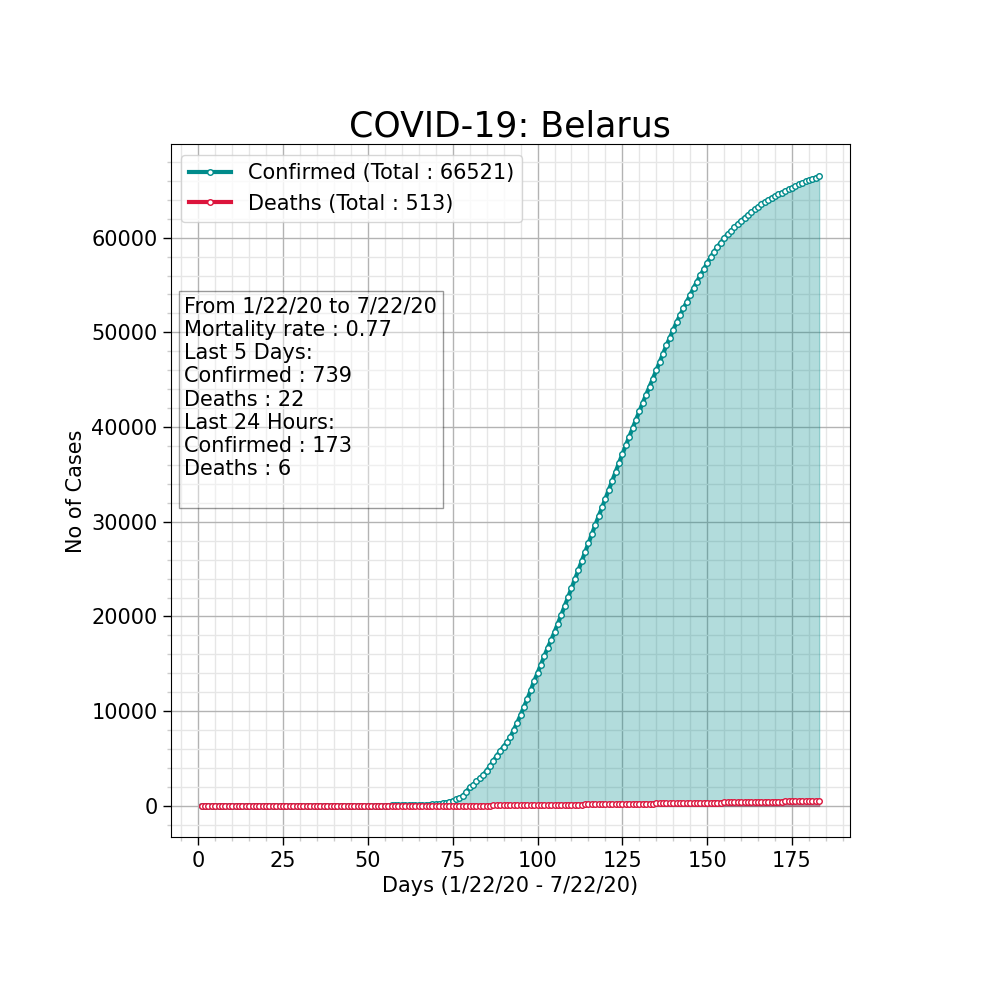 COVID-19: Belarus
Confirmed (Total : 66521)
Deaths (Total : 513)
From 1/22/20 to 7/22/20
Mortality rate : 0.77
Last 5 Days:
Confirmed : 739
Deaths : 22
Last 24 Hours:
Confirmed : 173
Deaths : 6
No of Cases
60000
50000
40000
30000
20000
10000
0
0 25 50 75 100 125 150 175
Days (1/22/20 - 7/22/20)